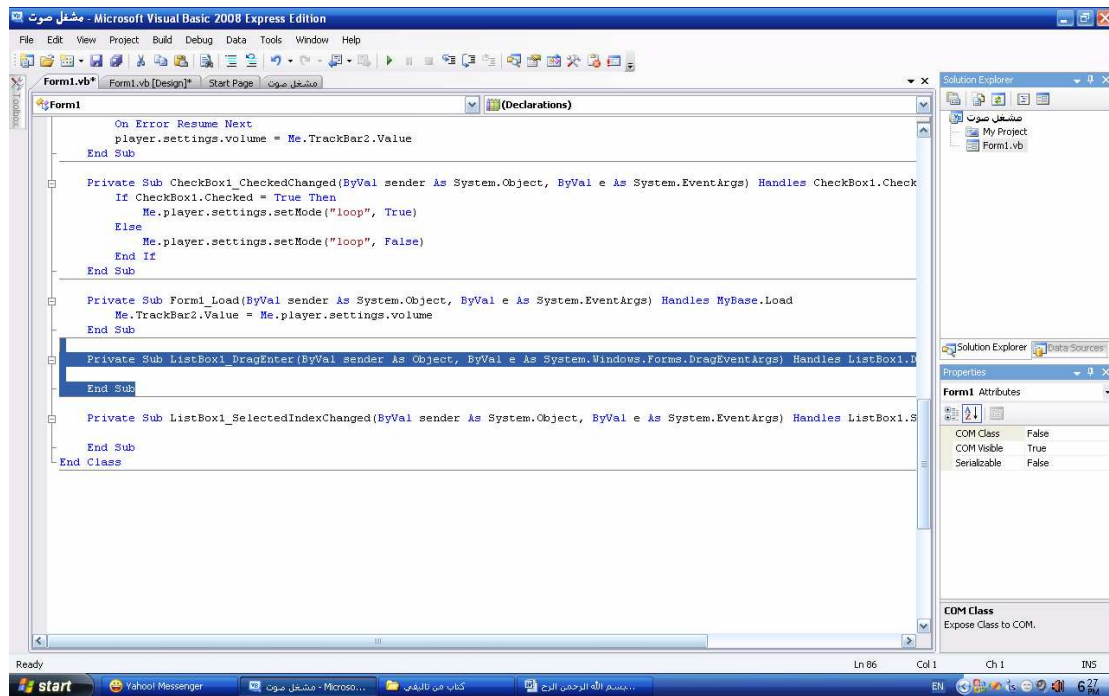 مشغل صوت - Microsoft Visual Basic 2008 Express Edition
File Edit View Project Build Debug Data Tools Window Help
Form1.vb* Form1.vb [Design]* Start Page مشغل صوت
Toolbox
Form1 (Declarations)
On Error Resume Next
player.settings.volume = Me.TrackBar2.Value
End Sub
Private Sub CheckBox1_CheckedChanged(ByVal sender As System.Object, ByVal e As System.EventArgs) Handles CheckBox1.Check
If CheckBox1.Checked = True Then
Me.player.settings.setMode("loop", True)
Else
Me.player.settings.setMode("loop", False)
End If
End Sub
Private Sub Form1_Load(ByVal sender As System.Object, ByVal e As System.EventArgs) Handles MyBase.Load
Me.TrackBar2.Value = Me.player.settings.volume
End Sub
Private Sub ListBox1_DragEnter(ByVal sender As Object, ByVal e As System.Windows.Forms.DragEventArgs) Handles ListBox1.D
End Sub
Private Sub ListBox1_SelectedIndexChanged(ByVal sender As System.Object, ByVal e As System.EventArgs) Handles ListBox1.S
End Sub
End Class
Solution Explorer
مشغل صوت
My Project
Form1.vb
Solution Explorer Data Sources
Properties
Form1 Attributes
COM Class False
COM Visible True
Serializable False
COM Class
Expose Class to COM.
Ready Ln 86 Col 1 Ch 1 INS
start Yahoo! Messenger مشغل صوت - Microso... كتاب من تاليفي ...بسم الله الرحمن الرح EN 6:27 PM